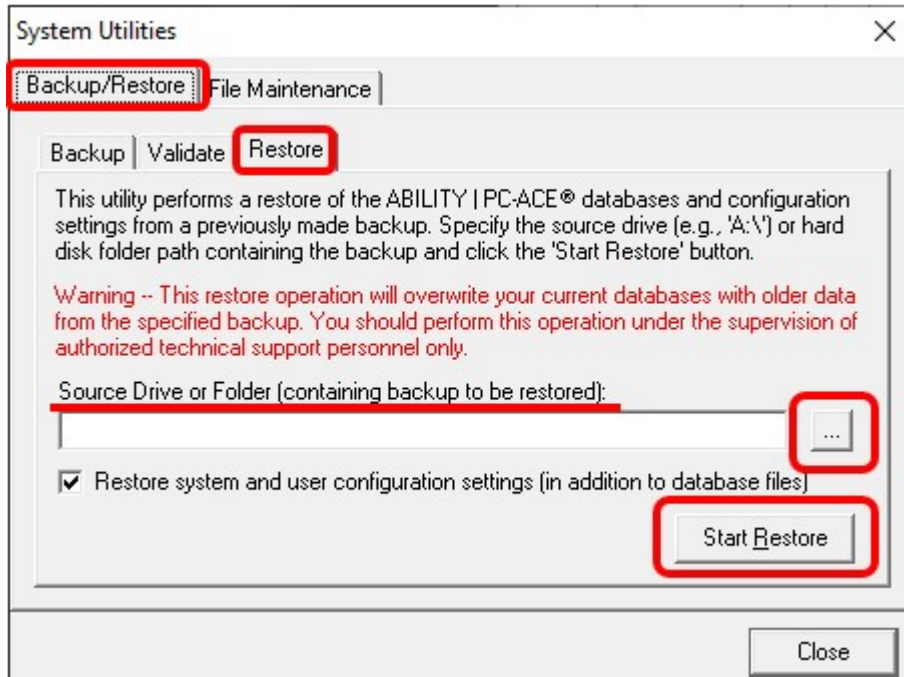 System Utilities
Backup/Restore File Maintenance
Backup Validate Restore
This utility performs a restore of the ABILITY | PC-ACE® databases and configuration
settings from a previously made backup. Specify the source drive (e.g., 'A:\') or hard
disk folder path containing the backup and click the 'Start Restore' button.
Warning -- This restore operation will overwrite your current databases with older data
from the specified backup. You should perform this operation under the supervision of
authorized technical support personnel only.
Source Drive or Folder (containing backup to be restored):
...
Restore system and user configuration settings (in addition to database files)
Start Restore
Close